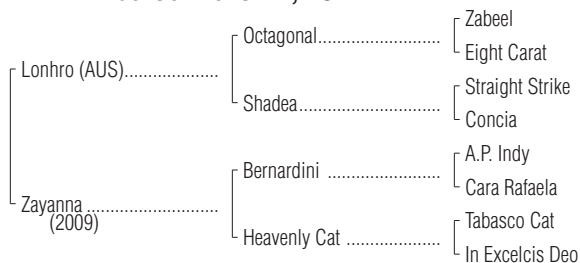 Lonhro (AUS)
Octagonal
Zabeel
Eight Carat
Shadea
Straight Strike
Concia
Zayanna
(2009)
Bernardini
A.P. Indy
Cara Rafaela
Heavenly Cat
Tabasco Cat
In Excelcis Deo